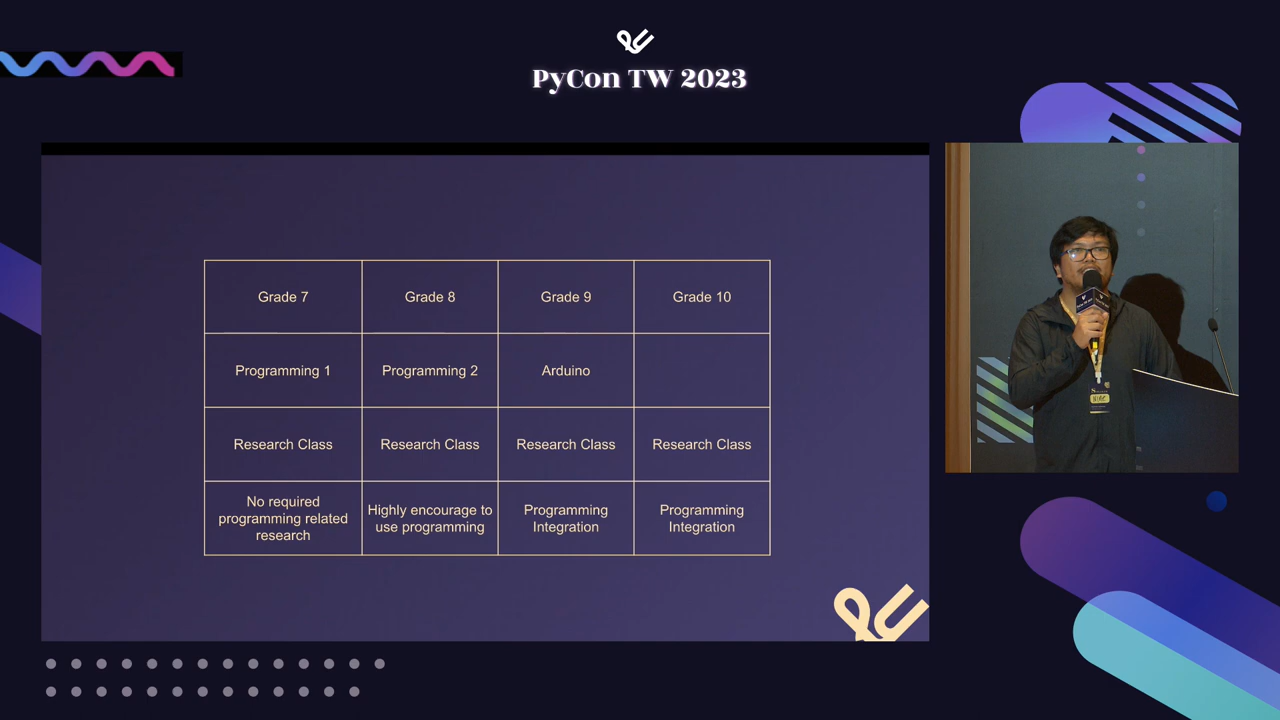 PyCon TW 2023
Grade 7
Grade 8
Grade 9
Grade 10
Programming 1
Programming 2
Arduino
Research Class
Research Class
Research Class
Research Class
No required
programming related
research
Highly encourage to
use programming
Programming
Integration
Programming
Integration